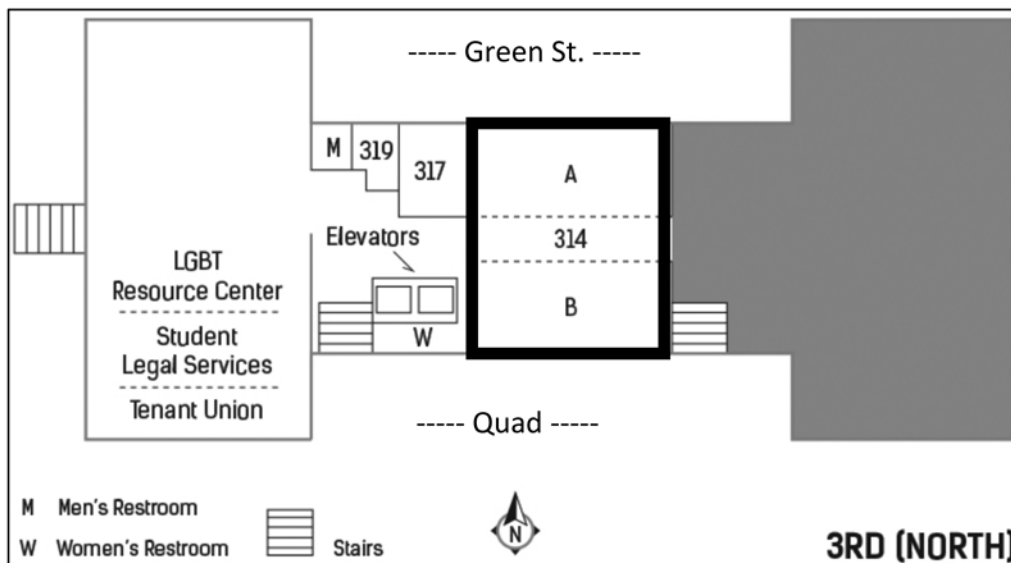 ----- Green St. -----
M
319
317
A
314
B
Elevators
W
LGBT
Resource Center
Student
Legal Services
Tenant Union
----- Quad -----
M Men's Restroom
W Women's Restroom
Stairs
N
3RD (NORTH)